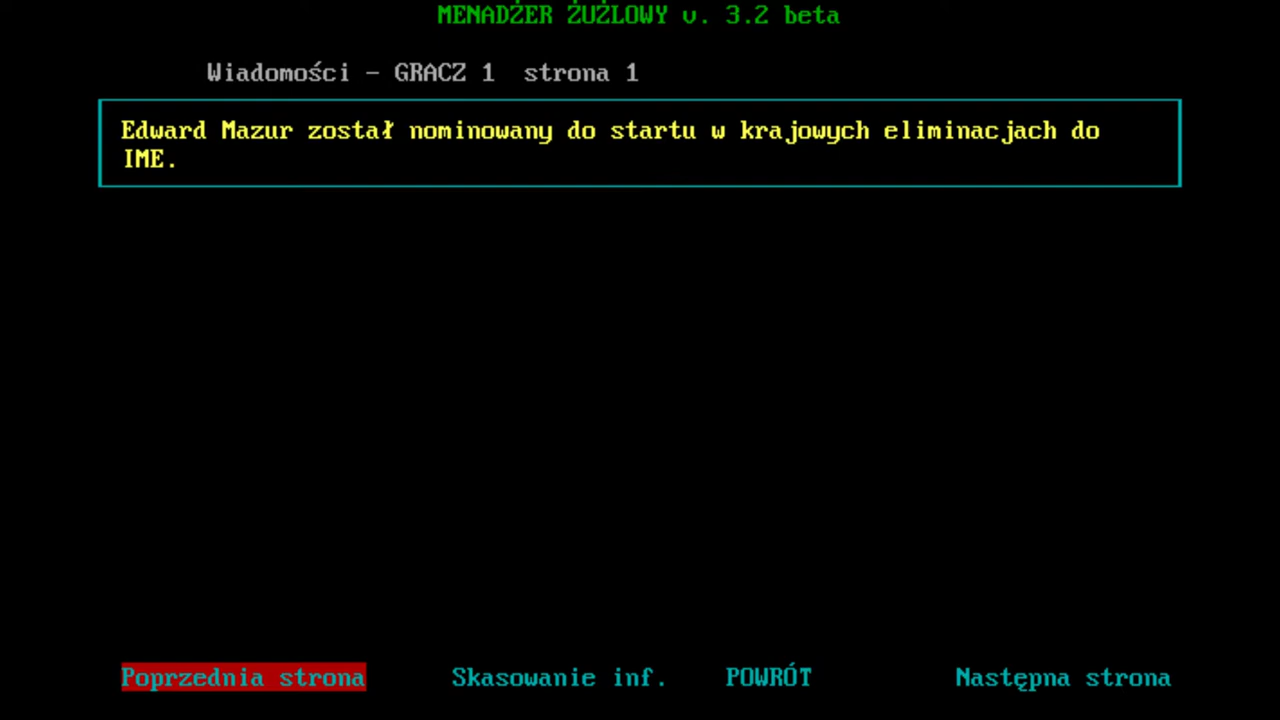 MENADŻER ŻUŻLOWY v. 3.2 beta
Wiadomości - GRACZ 1 strona 1
Edward Mazur został nominowany do startu w krajowych eliminacjach do
IME.
Poprzednia strona Skasowanie inf. POWRÓT Następna strona